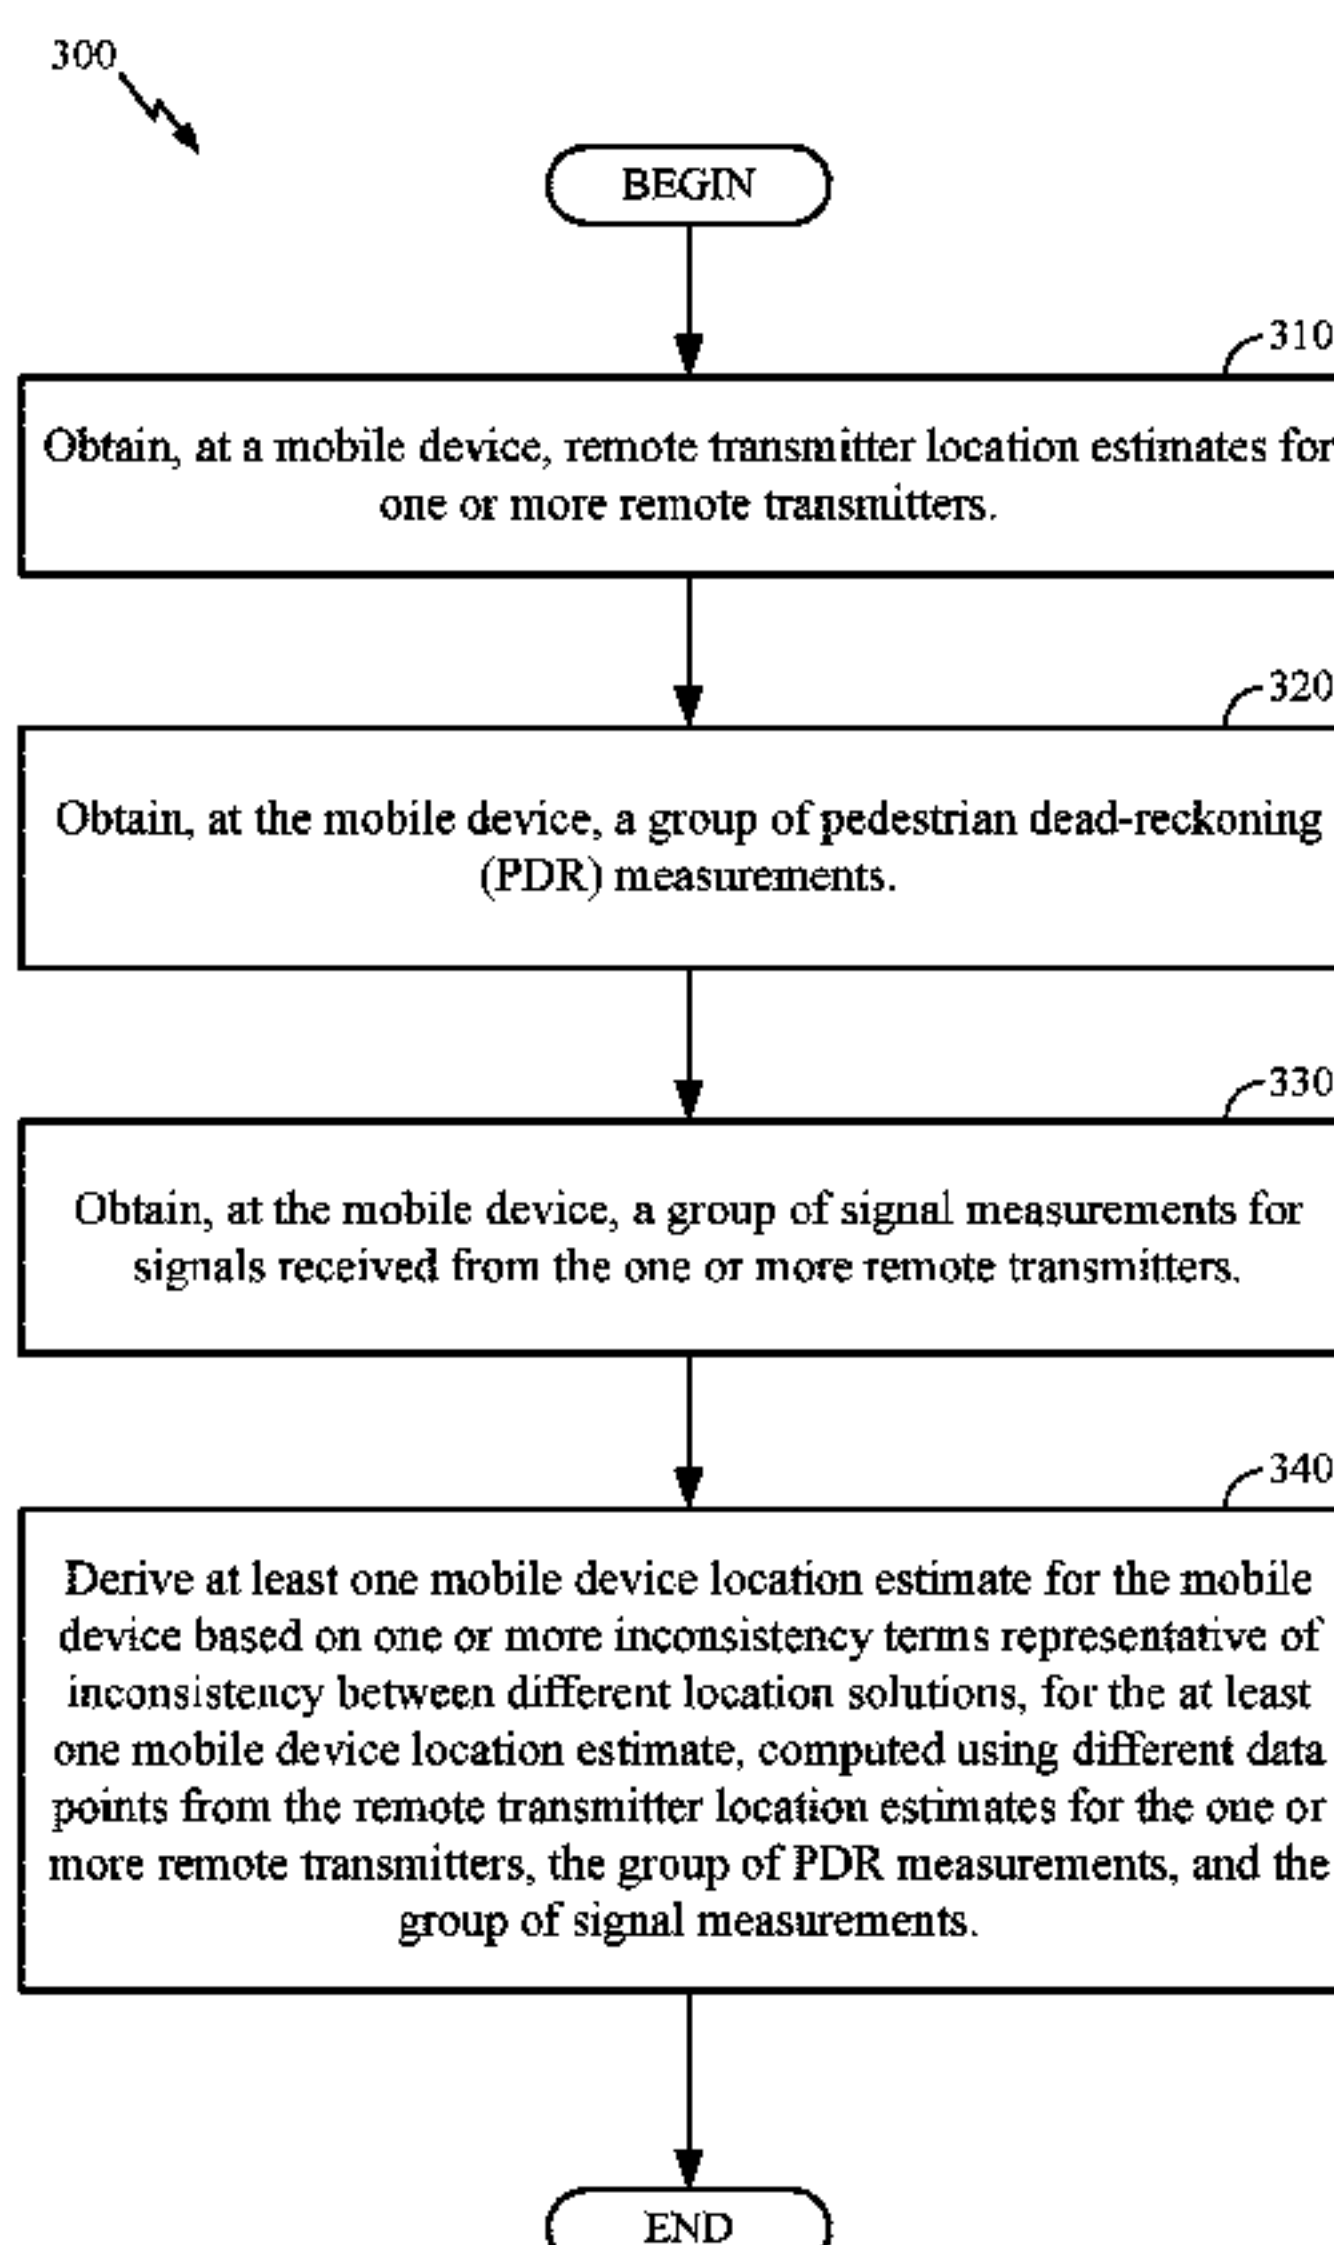 300
BEGIN
310
Obtain, at a mobile device, remote transmitter location estimates for
one or more remote transmitters.
320
Obtain, at the mobile device, a group of pedestrian dead-reckoning
(PDR) measurements.
330
Obtain, at the mobile device, a group of signal measurements for
signals received from the one or more remote transmitters.
340
Derive at least one mobile device location estimate for the mobile
device based on one or more inconsistency terms representative of
inconsistency between different location solutions, for the at least
one mobile device location estimate, computed using different data
points from the remote transmitter location estimates for the one or
more remote transmitters, the group of PDR measurements, and the
group of signal measurements.
END